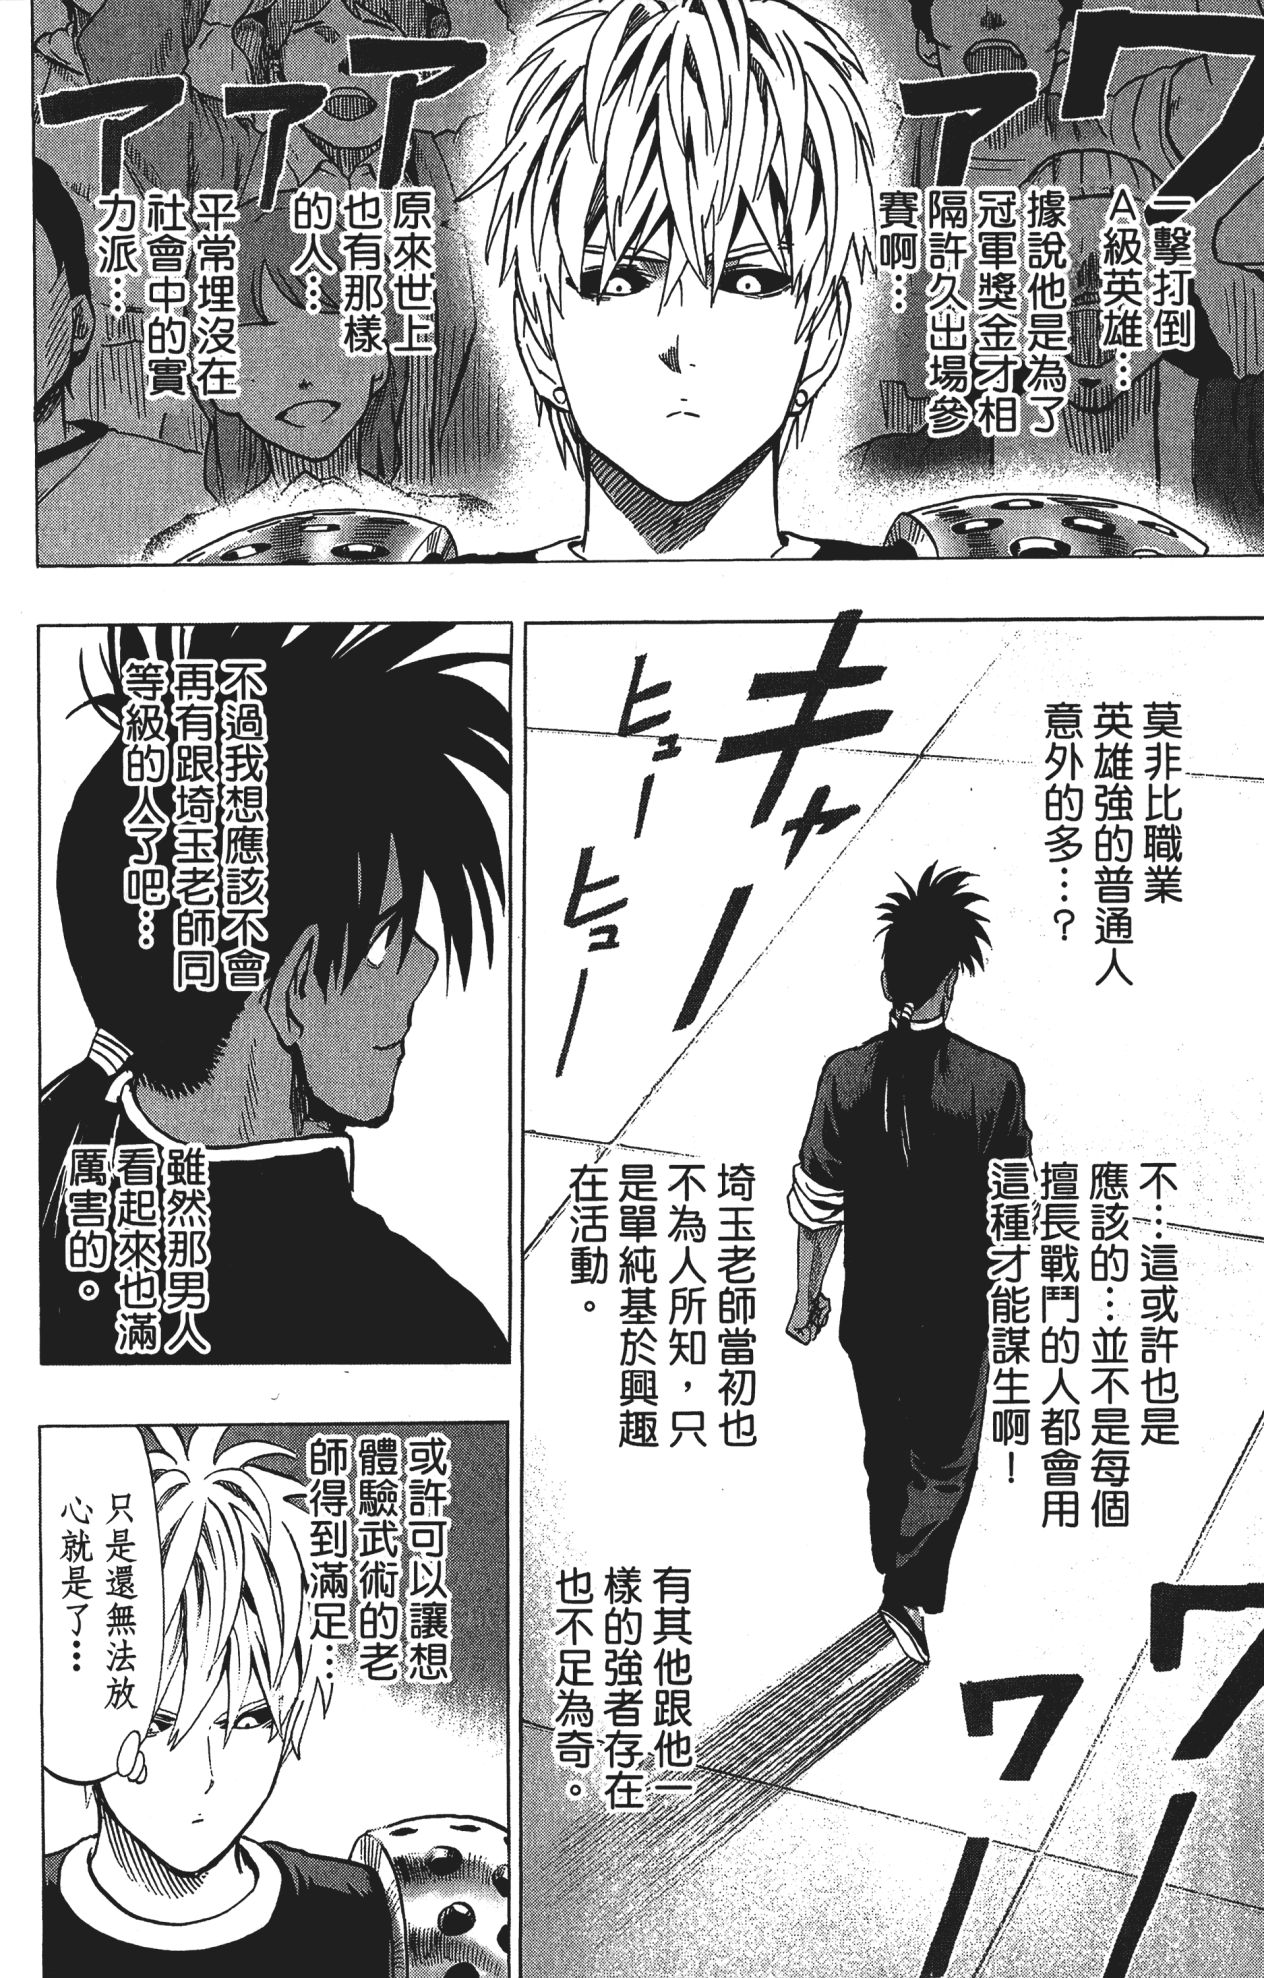 ワァァァァ
一擊打倒
A級英雄…
據說他是為了
冠軍獎金才相
隔許久出場參
賽啊…
原來世上
也有那樣
的人…
平常埋沒在
社會中的實
力派…
莫非比職業
英雄強的普通人
意外的多…?
キャー
ヒュー
ヒュー
不…這或許也是
應該的…並不是每個
擅長戰鬥的人都會用
這種才能謀生啊!
埼玉老師當初也
不為人所知,只
是單純基於興趣
在活動。
有其他跟他一
樣的強者存在
也不足為奇。
ワー
ワー
不過我想應該不會
再有跟埼玉老師同
等級的人了吧…
雖然那男人
看起來也滿
厲害的。
或許可以讓想
體驗武術的老
師得到滿足…
只是還無法放
心就是了…